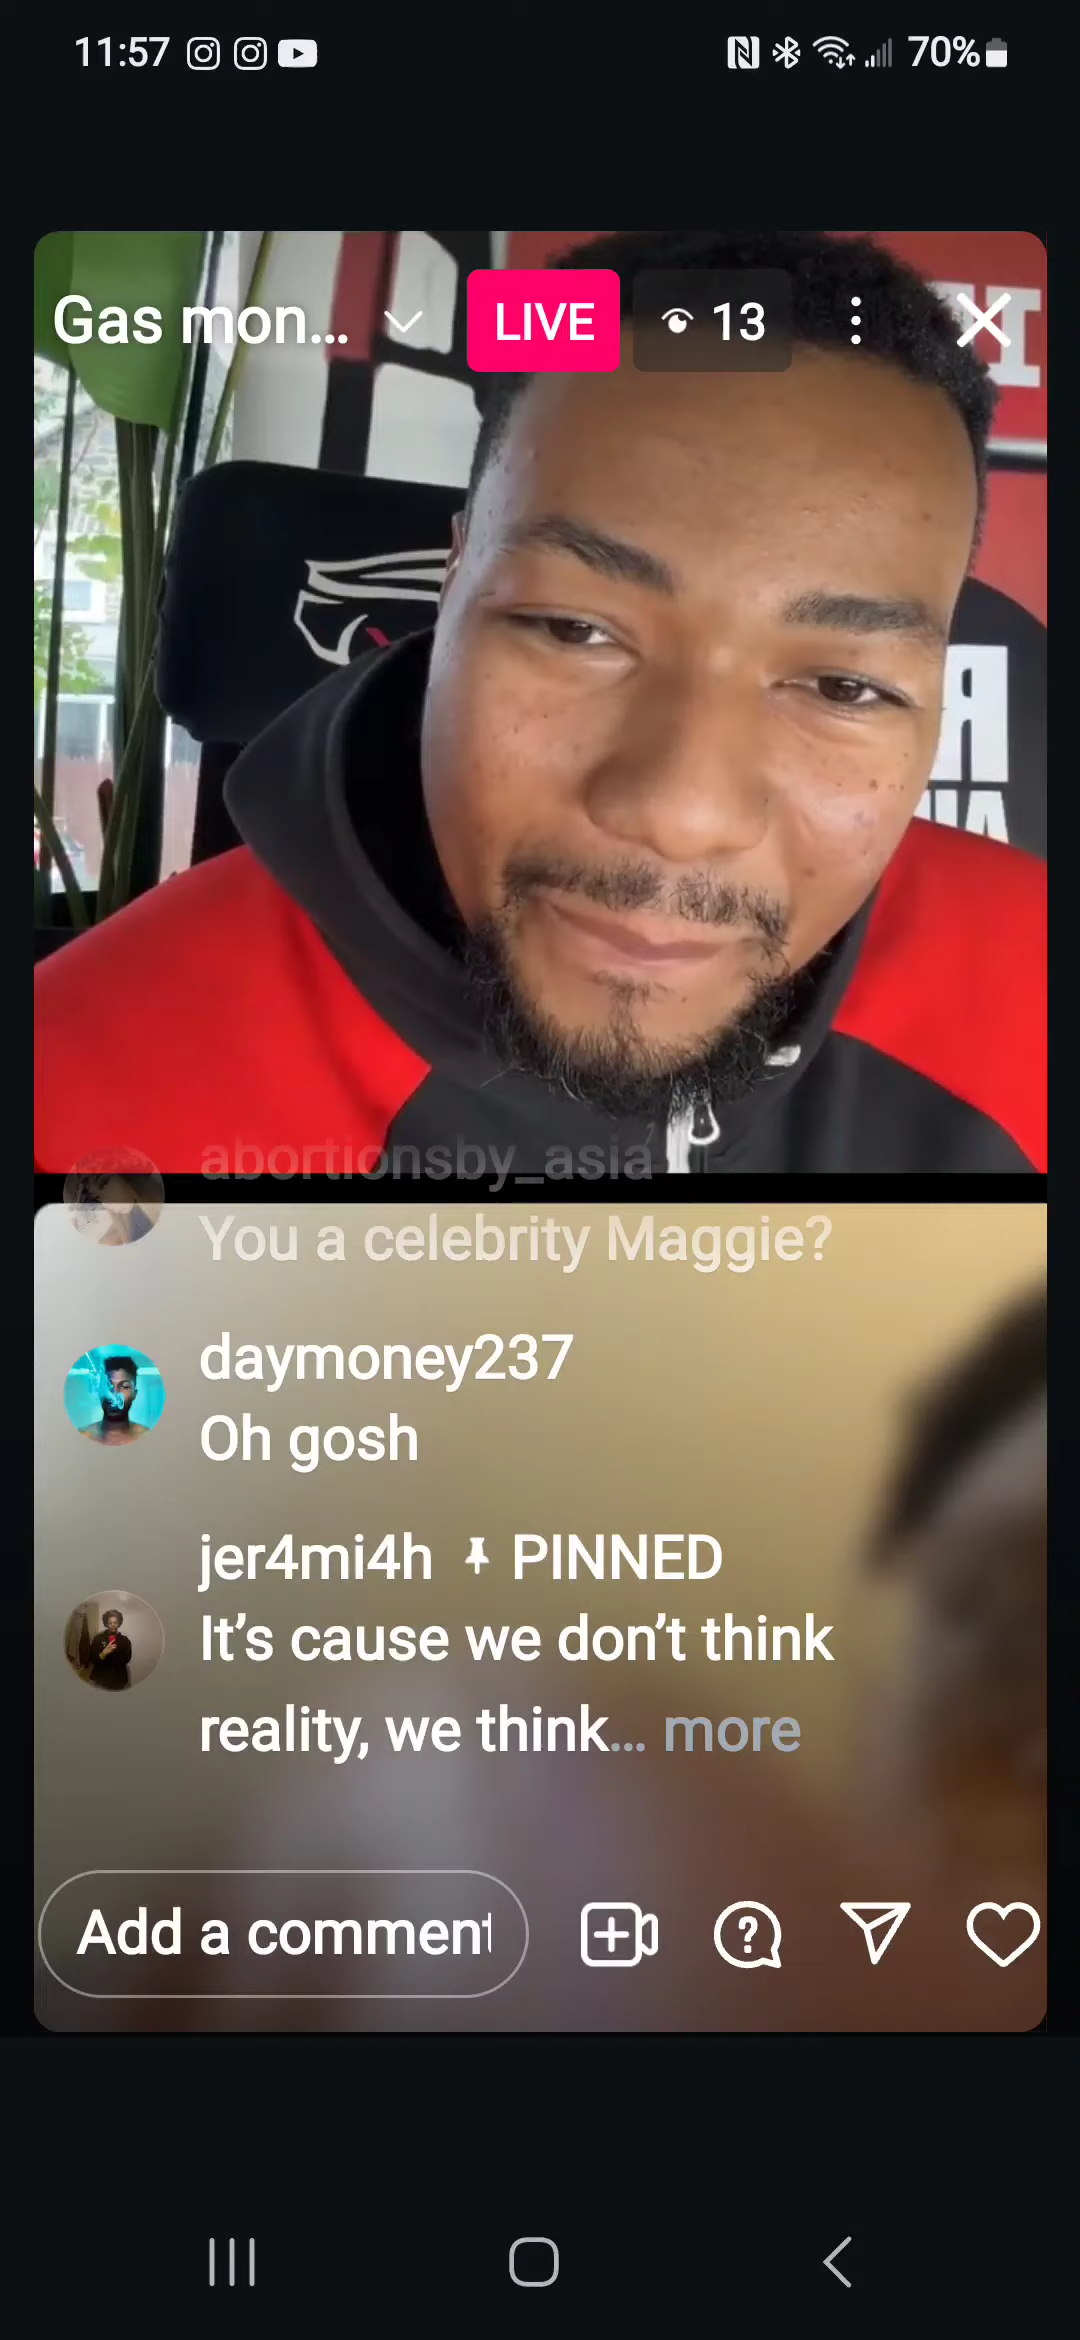 11:57
70%
Gas mon...
LIVE
13
abortionsby_asia
You a celebrity Maggie?
daymoney237
Oh gosh
jer4mi4h PINNED
It’s cause we don’t think
reality, we think... more
Add a comment